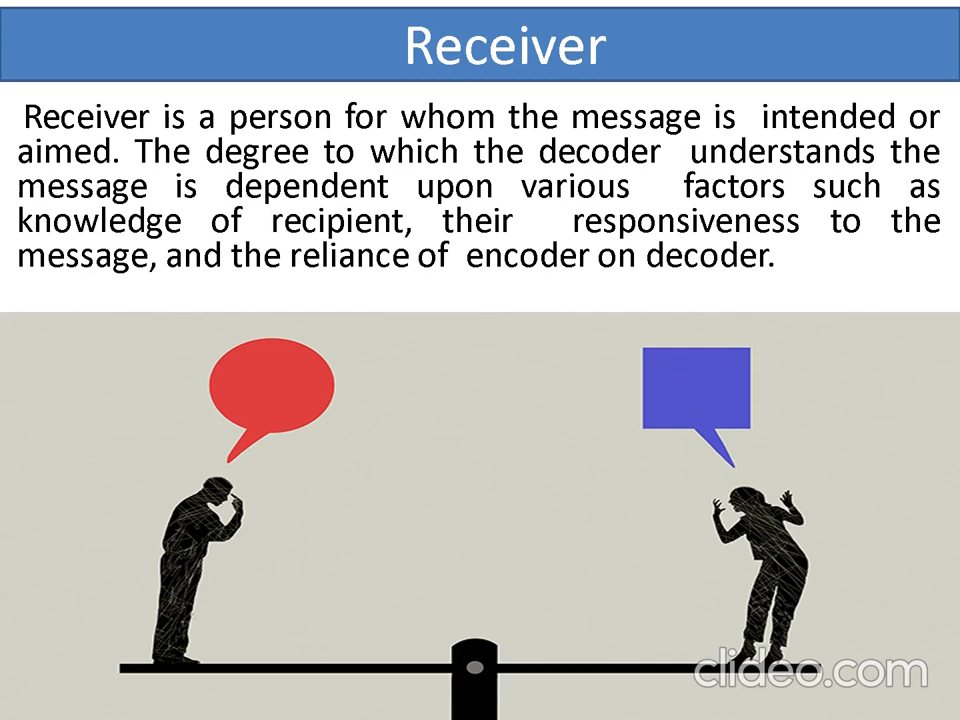 Receiver
Receiver is a person for whom the message is intended or
aimed. The degree to which the decoder understands the
message is dependent upon various factors such as
knowledge of recipient, their responsiveness to the
message, and the reliance of encoder on decoder.
clideo.com